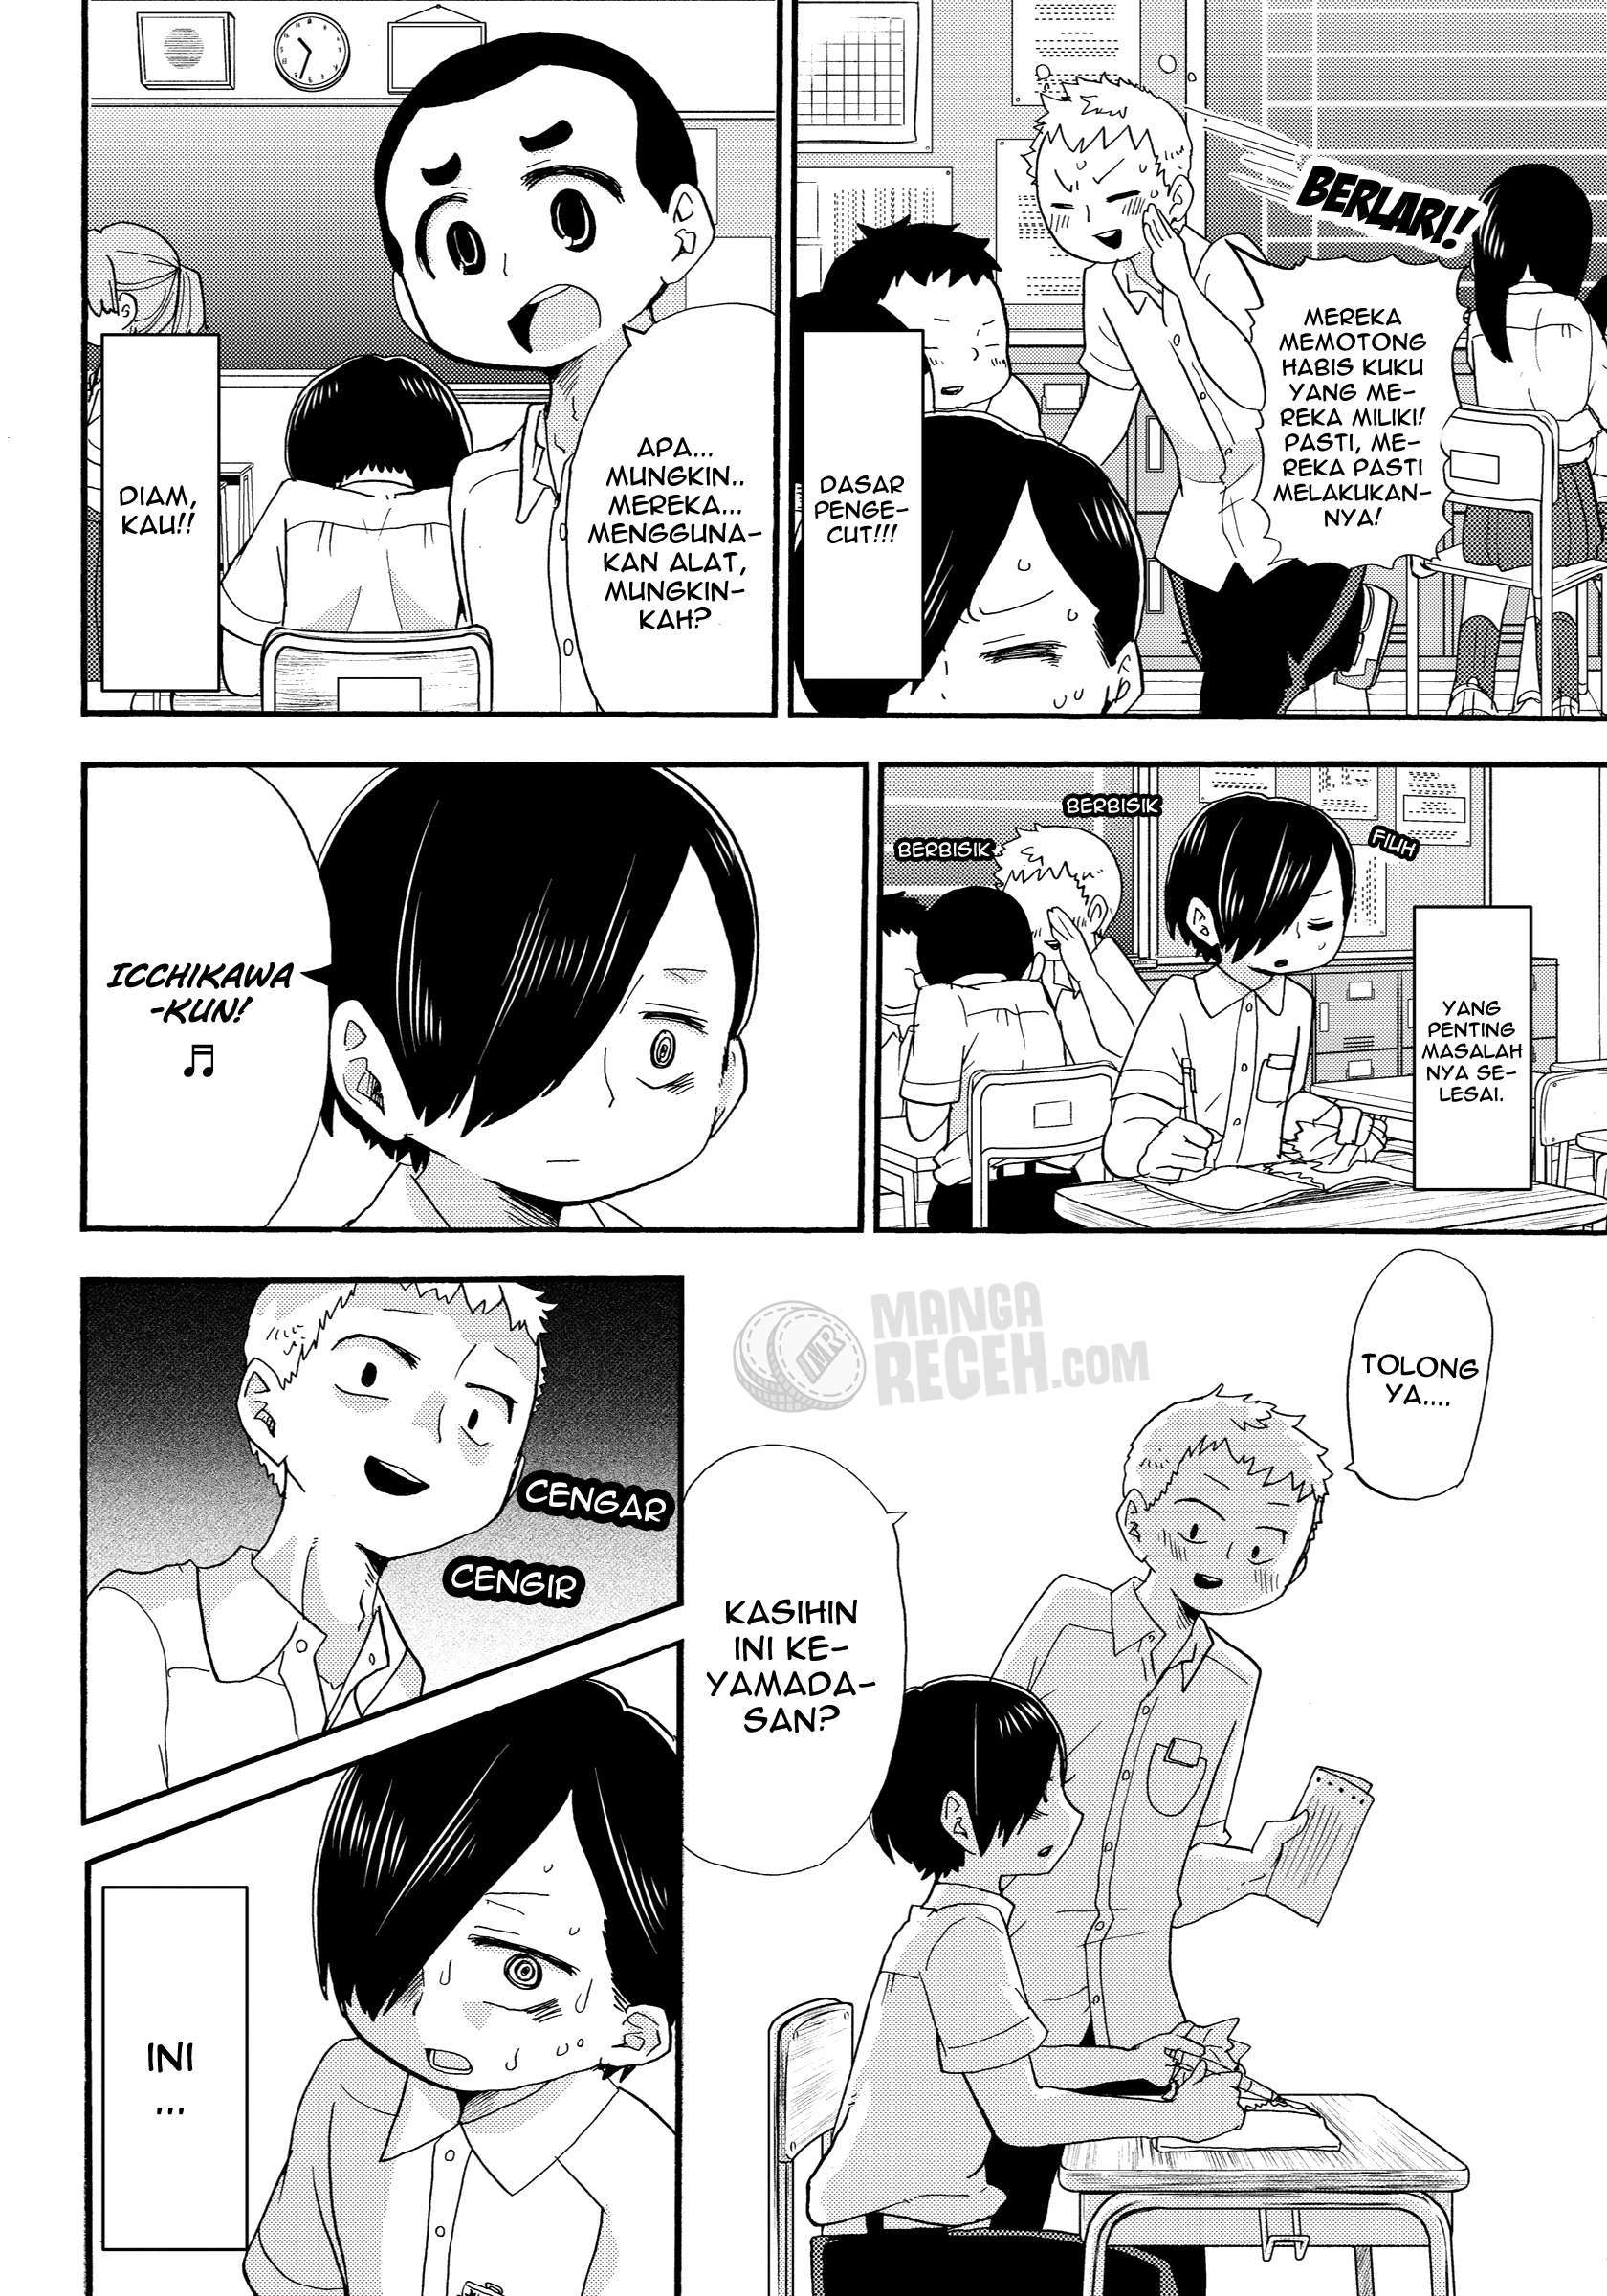 BERLARI!
MEREKA
MEMOTONG
HABIS KUKU
YANG ME-
REKA MILIKI!
PASTI, ME-
REKA PASTI
MELAKUKAN-
NYA!
DASAR
PENGE-
CUT!!!
APA...
MUNGKIN..
MEREKA...
MENGGUNA-
KAN ALAT,
MUNGKIN-
KAH?
DIAM,
KAU!!
BERBISIK
BERBISIK
FIUH
YANG
PENTING
MASALAH
NYA SE-
LESAI.
ICCHIKAWA
-KUN!
♬
TOLONG
YA....
KASIHIN
INI KE-
YAMADA-
SAN?
MR
MANGA
RECEH.COM
CENGAR
CENGIR
INI
...